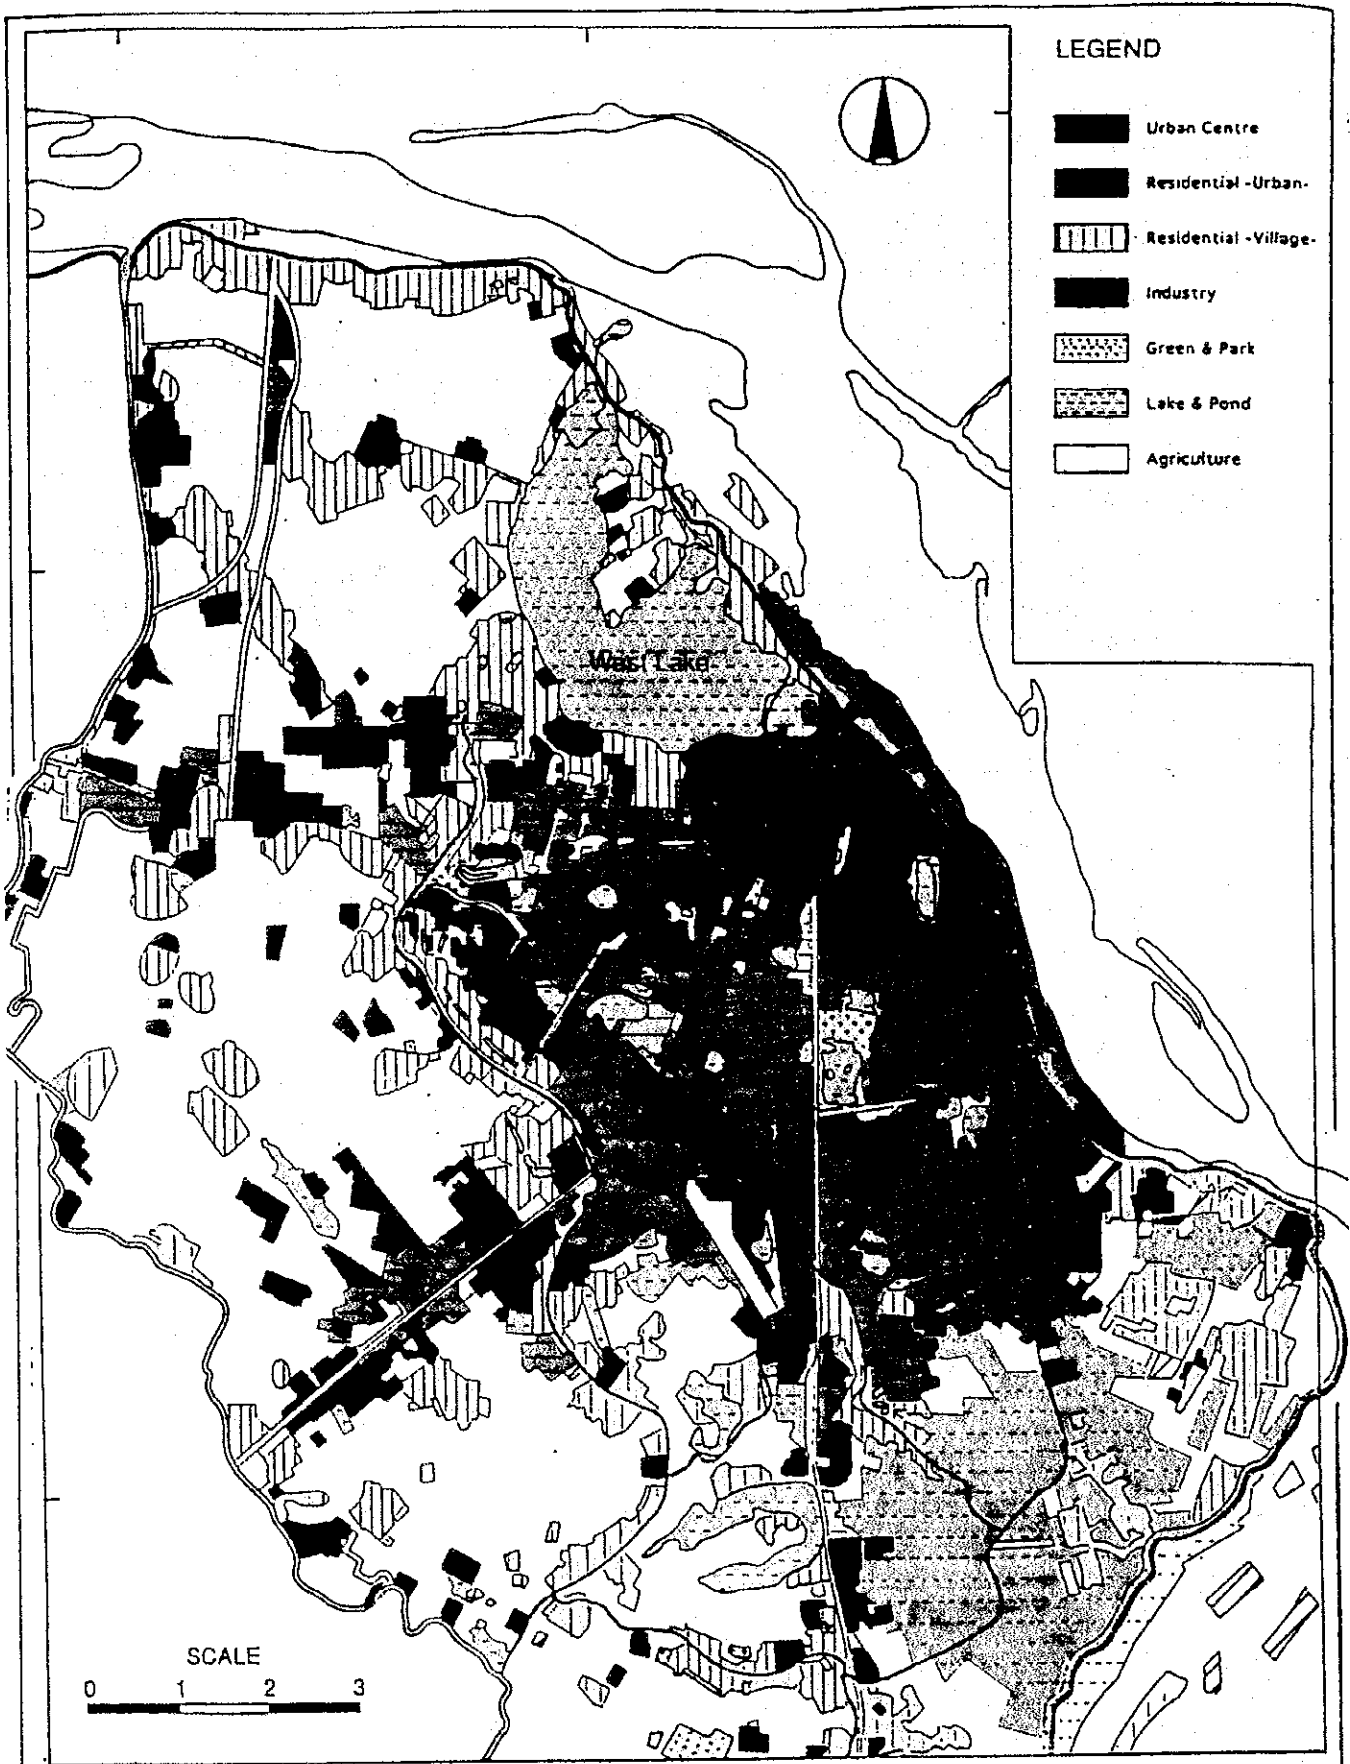 LEGEND
Urban Centre
Residential -Urban-
Residential -Village-
Industry
Green & Park
Lake & Pond
Agriculture
West Lake
SCALE
0 1 2 3